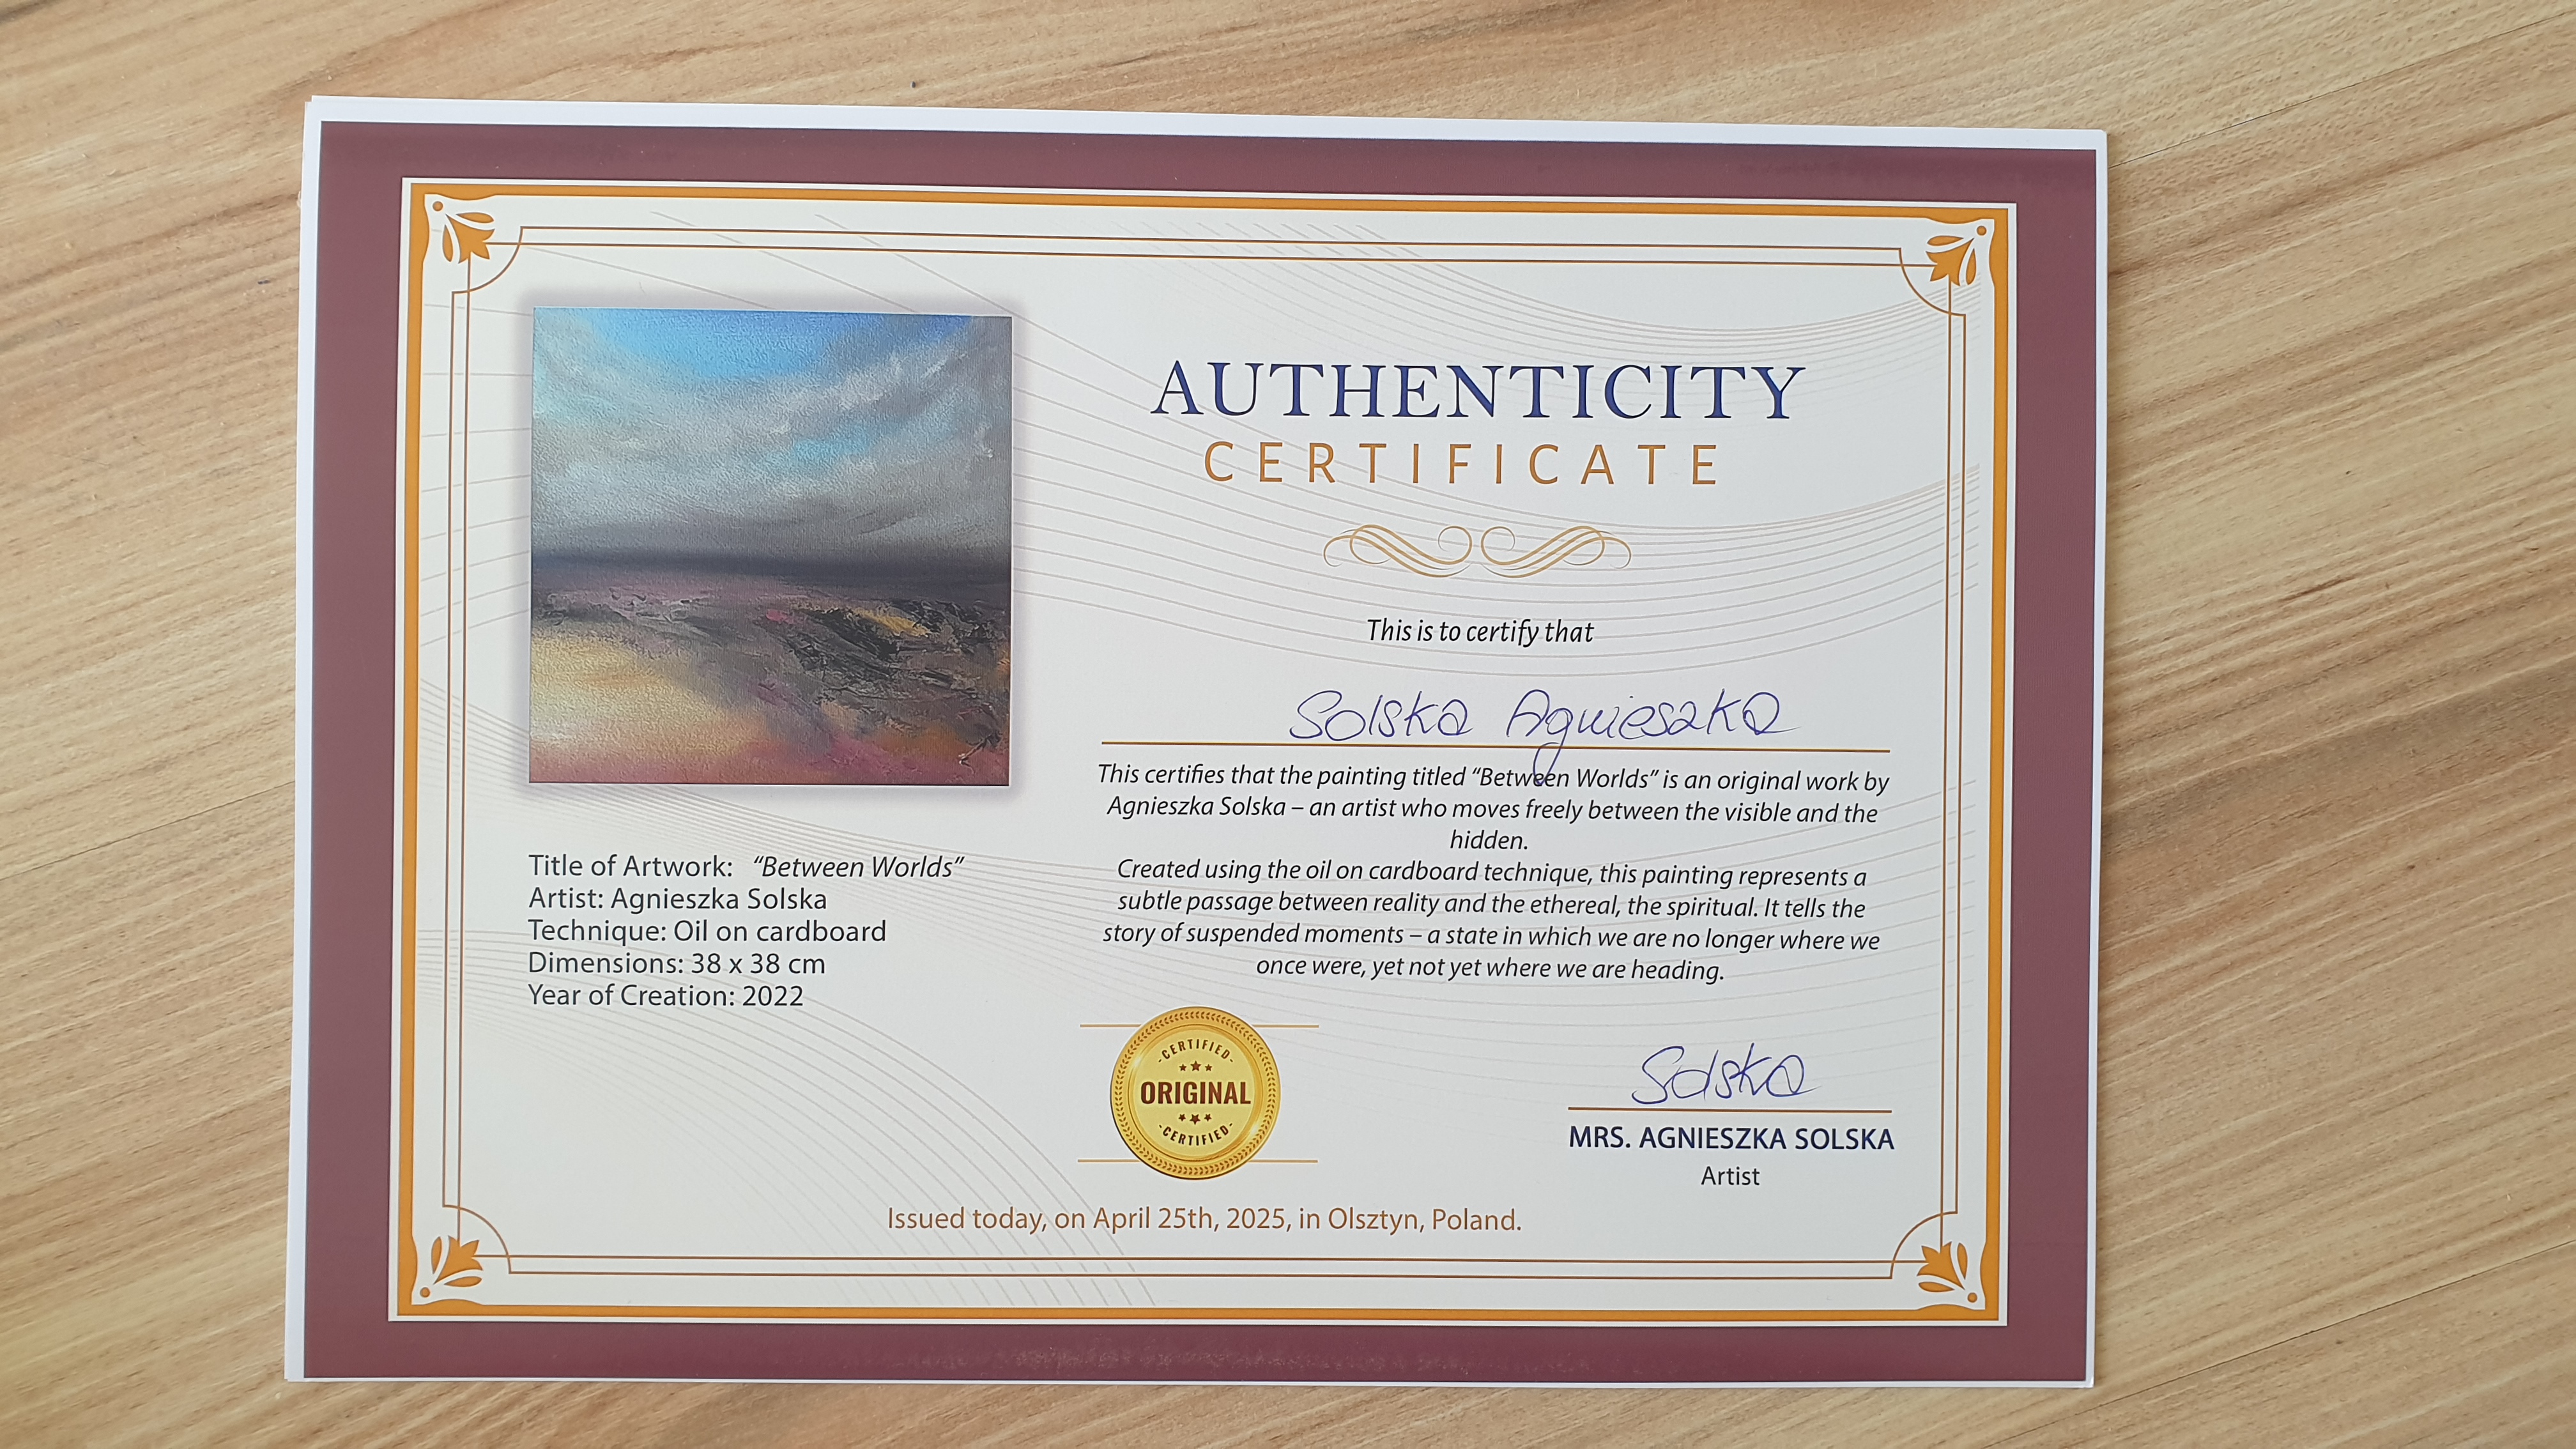 AUTHENTICITY
CERTIFICATE
This is to certify that
Solska Agnieszka
This certifies that the painting titled “Between Worlds” is an original work by
Agnieszka Solska – an artist who moves freely between the visible and the
hidden.
Created using the oil on cardboard technique, this painting represents a
subtle passage between reality and the ethereal, the spiritual. It tells the
story of suspended moments – a state in which we are no longer where we
once were, yet not yet where we are heading.
Title of Artwork: “Between Worlds”
Artist: Agnieszka Solska
Technique: Oil on cardboard
Dimensions: 38 x 38 cm
Year of Creation: 2022
-CERTIFIED-
ORIGINAL
-CERTIFIED-
Solska
MRS. AGNIESZKA SOLSKA
Artist
Issued today, on April 25th, 2025, in Olsztyn, Poland.